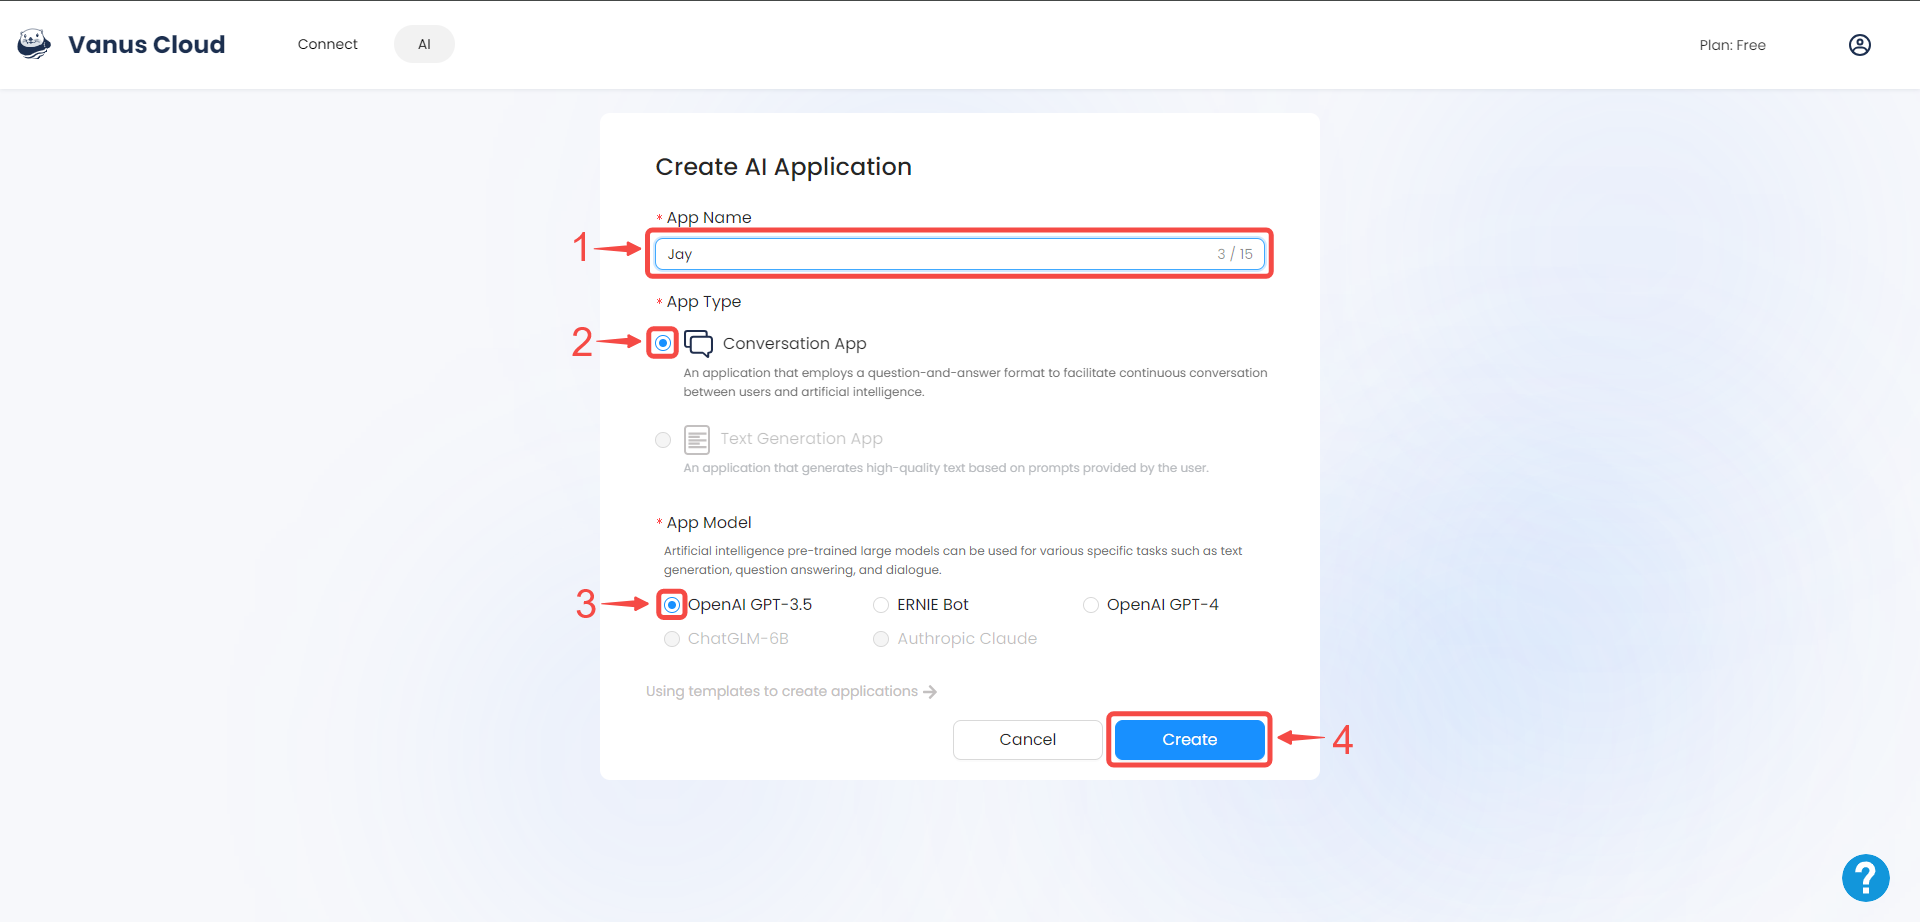 Vanus Cloud
Connect
AI
Plan: Free
Create AI Application
* App Name
1
Jay
3 / 15
* App Type
2
Conversation App
An application that employs a question-and-answer format to facilitate continuous conversation
between users and artificial intelligence.
Text Generation App
An application that generates high-quality text based on prompts provided by the user.
* App Model
Artificial intelligence pre-trained large models can be used for various specific tasks such as text
generation, question answering, and dialogue.
3
OpenAI GPT-3.5
ERNIE Bot
OpenAI GPT-4
ChatGLM-6B
Authropic Claude
Using templates to create applications →
Cancel
Create
4
?